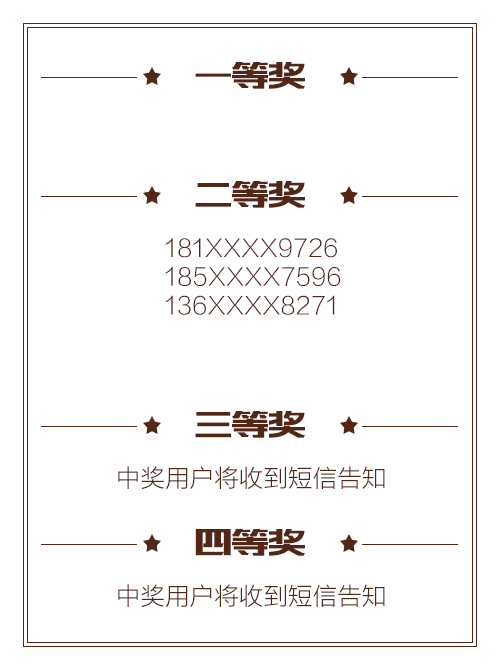 一等奖
二等奖
181XXXX9726
185XXXX7596
136XXXX8271
三等奖
中奖用户将收到短信告知
四等奖
中奖用户将收到短信告知